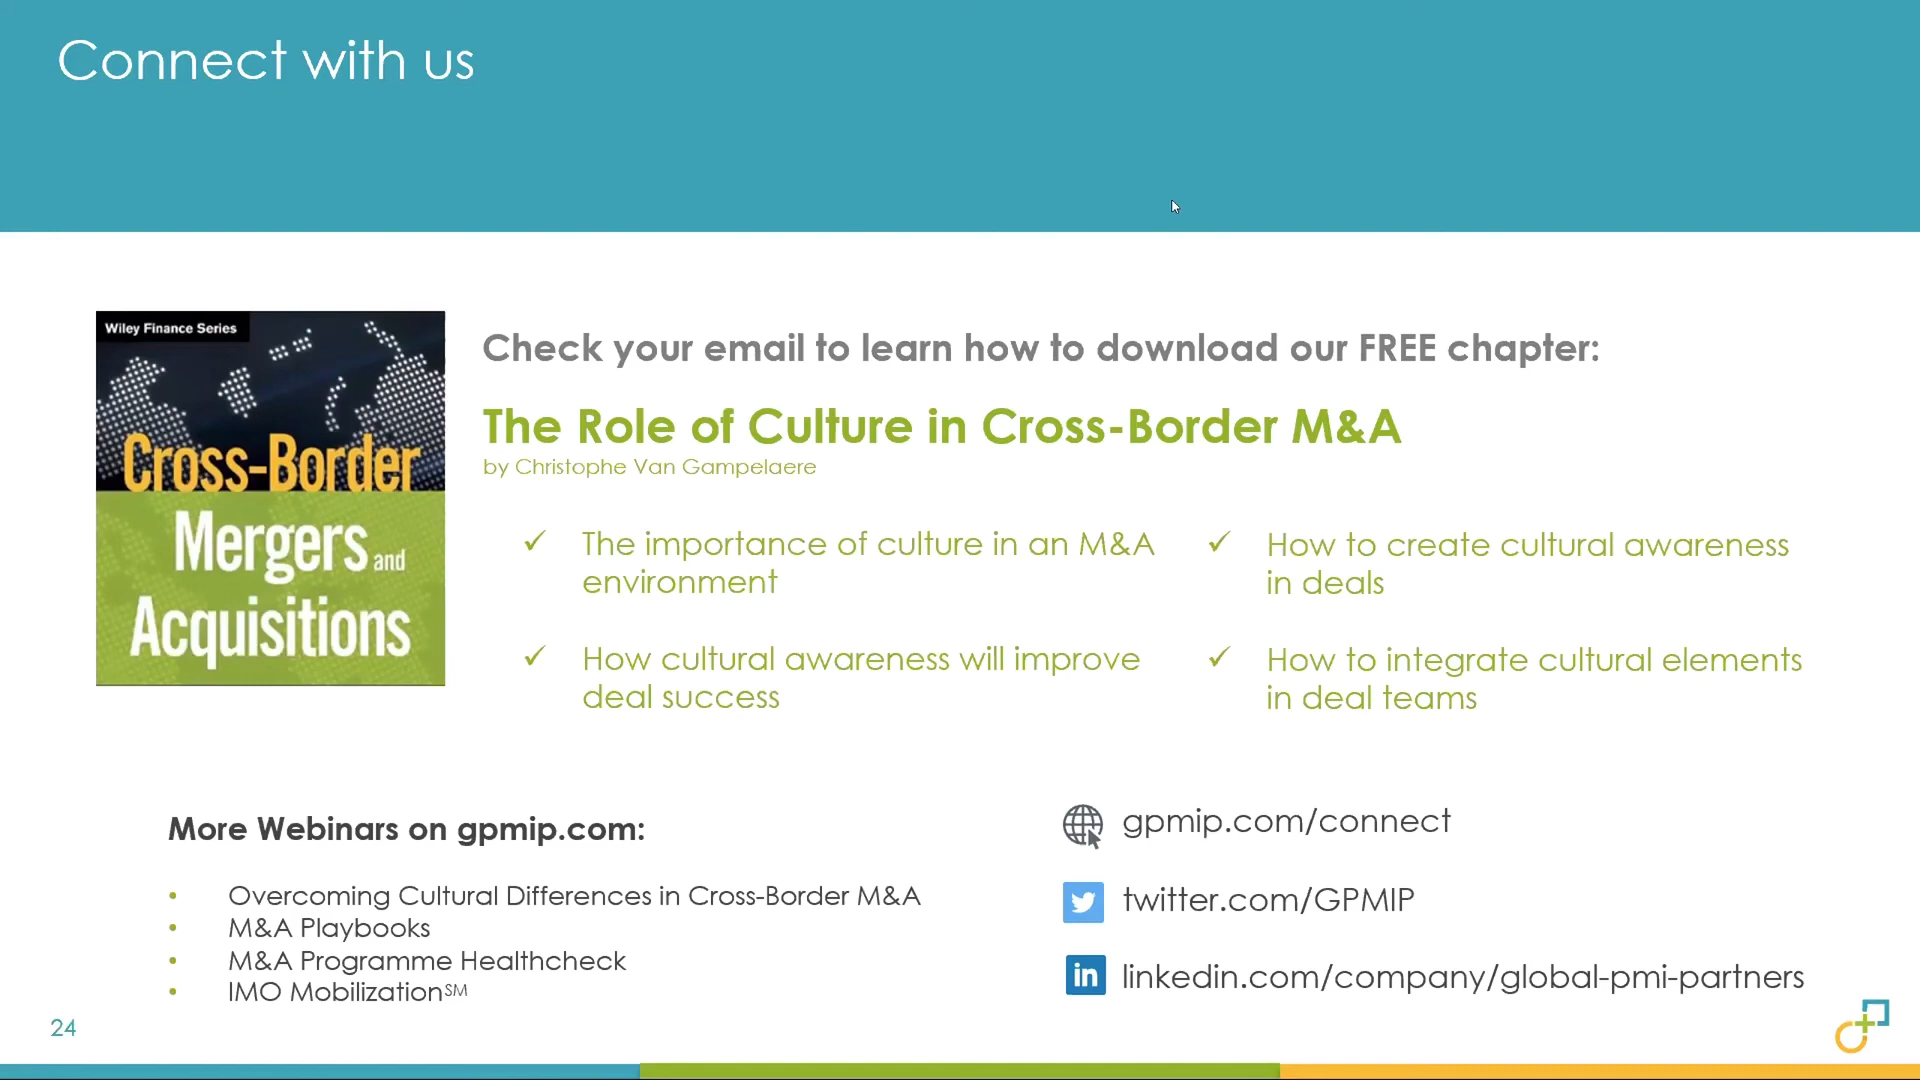 Connect with us
Wiley Finance Series
Cross-Border
Mergers and
Acquisitions
Check your email to learn how to download our FREE chapter:
The Role of Culture in Cross-Border M&A
by Christophe Van Gampelaere
✓ The importance of culture in an M&A
environment
✓ How cultural awareness will improve
deal success
✓ How to create cultural awareness
in deals
✓ How to integrate cultural elements
in deal teams
More Webinars on gpmip.com:
• Overcoming Cultural Differences in Cross-Border M&A
• M&A Playbooks
• M&A Programme Healthcheck
• IMO Mobilization℠
gpmip.com/connect
twitter.com/GPMIP
in linkedin.com/company/global-pmi-partners
24